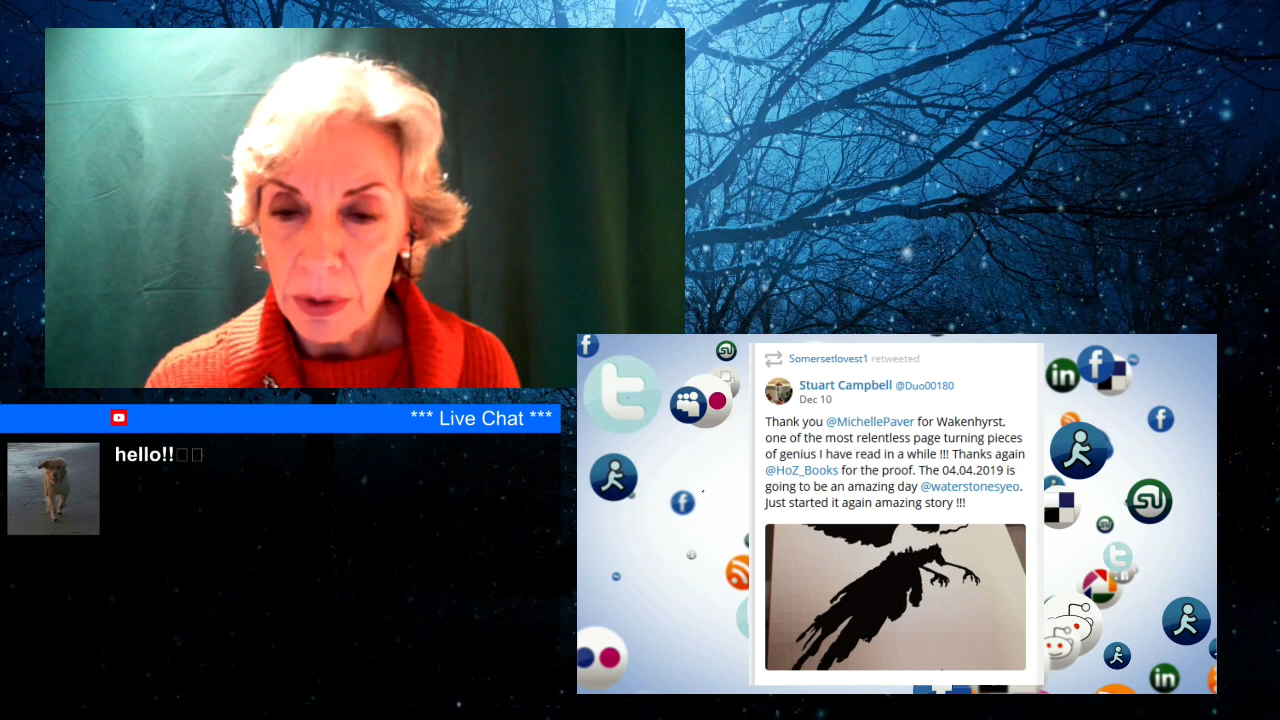 *** Live Chat ***
hello!!
Somersetlovest1 retweeted
Stuart Campbell @Duo00180
Dec 10
Thank you @MichellePaver for Wakenhyrst,
one of the most relentless page turning pieces
of genius I have read in a while !!! Thanks again
@HoZ_Books for the proof. The 04.04.2019 is
going to be an amazing day @waterstonesyeo.
Just started it again amazing story !!!